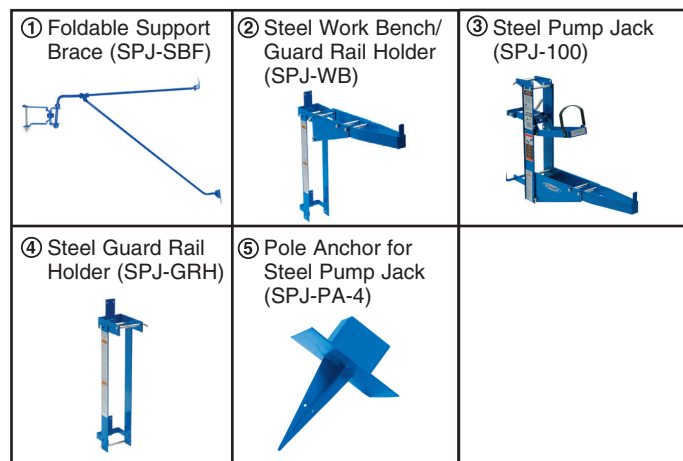 ① Foldable Support
Brace (SPJ-SBF)
② Steel Work Bench/
Guard Rail Holder
(SPJ-WB)
③ Steel Pump Jack
(SPJ-100)
④ Steel Guard Rail
Holder (SPJ-GRH)
⑤ Pole Anchor for
Steel Pump Jack
(SPJ-PA-4)